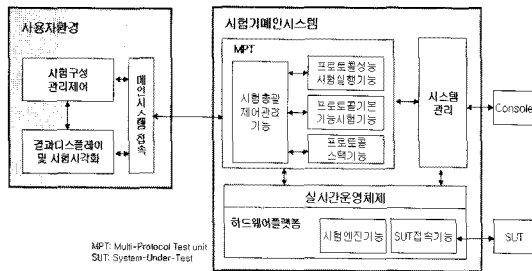 사용자환경
시험구성
관리제어
결과디스플레이
및 시험시각화
메인시스템 접속
시험기메인시스템
MPT
시험총괄
제어관리
기능
프로토콜성능
시험실행기능
프로토콜기본
기능시험기능
프로토콜
스택기능
시스템
관리
Console
실시간운영체제
하드웨어플랫폼
시험엔진기능
SUT접속기능
SUT
MPT: Multi-Protocol Test unit
SUT: System-Under-Test